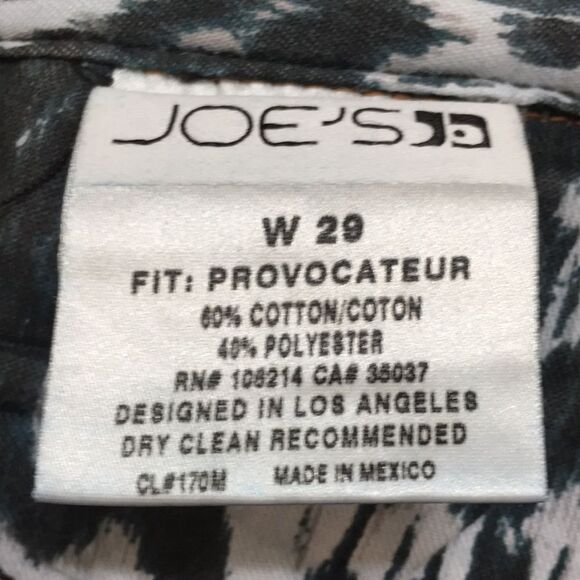 JOE'S
W 29
FIT: PROVOCATEUR
60% COTTON/COTON
40% POLYESTER
RN# 106214 CA# 35037
DESIGNED IN LOS ANGELES
DRY CLEAN RECOMMENDED
CL#170M MADE IN MEXICO